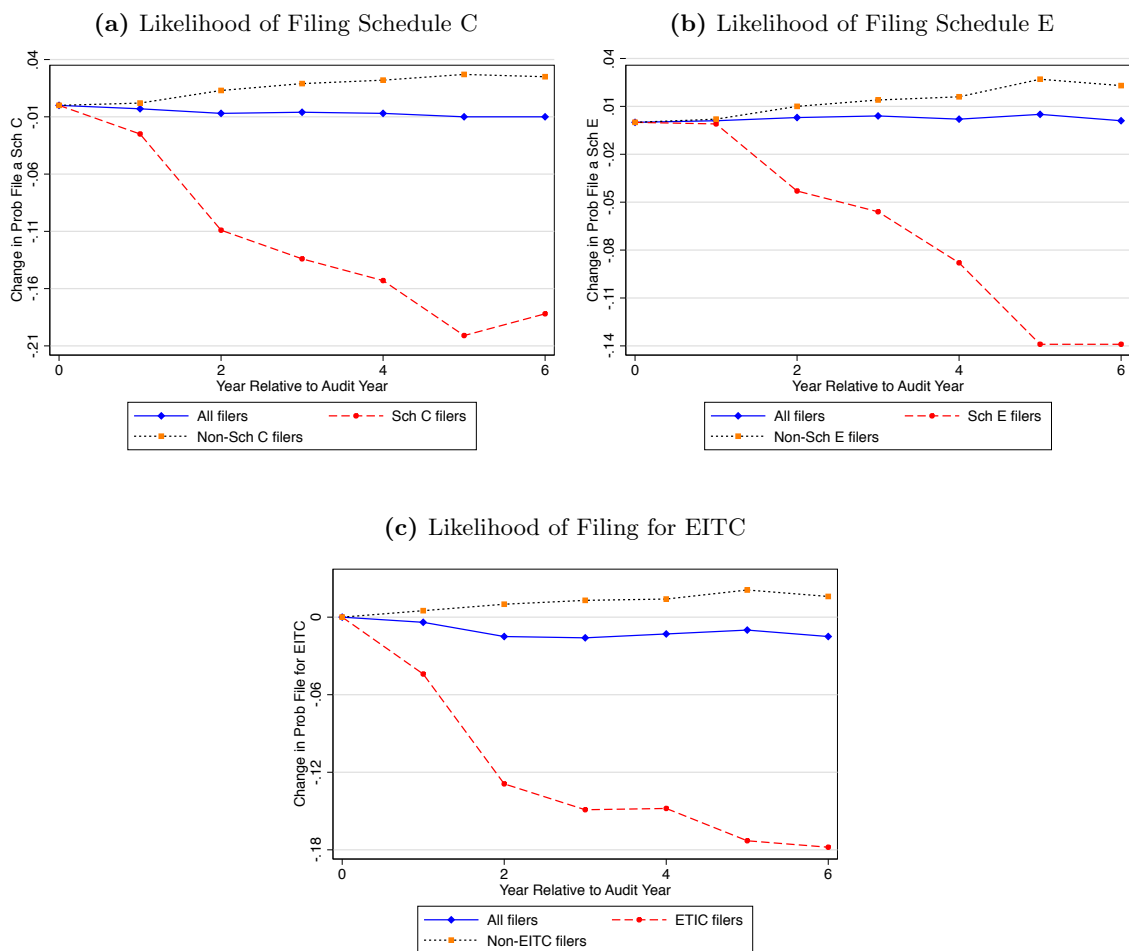 (a) Likelihood of Filing Schedule C
Change in Prob File a Sch C
.04
-.01
-.06
-.11
-.16
-.21
0 2 4 6
Year Relative to Audit Year
All filers Sch C filers
Non-Sch C filers
(b) Likelihood of Filing Schedule E
Change in Prob File a Sch E
.04
.01
-.02
-.05
-.08
-.11
-.14
0 2 4 6
Year Relative to Audit Year
All filers Sch E filers
Non-Sch E filers
(c) Likelihood of Filing for EITC
Change in Prob File for EITC
0
-.06
-.12
-.18
0 2 4 6
Year Relative to Audit Year
All filers ETIC filers
Non-EITC filers